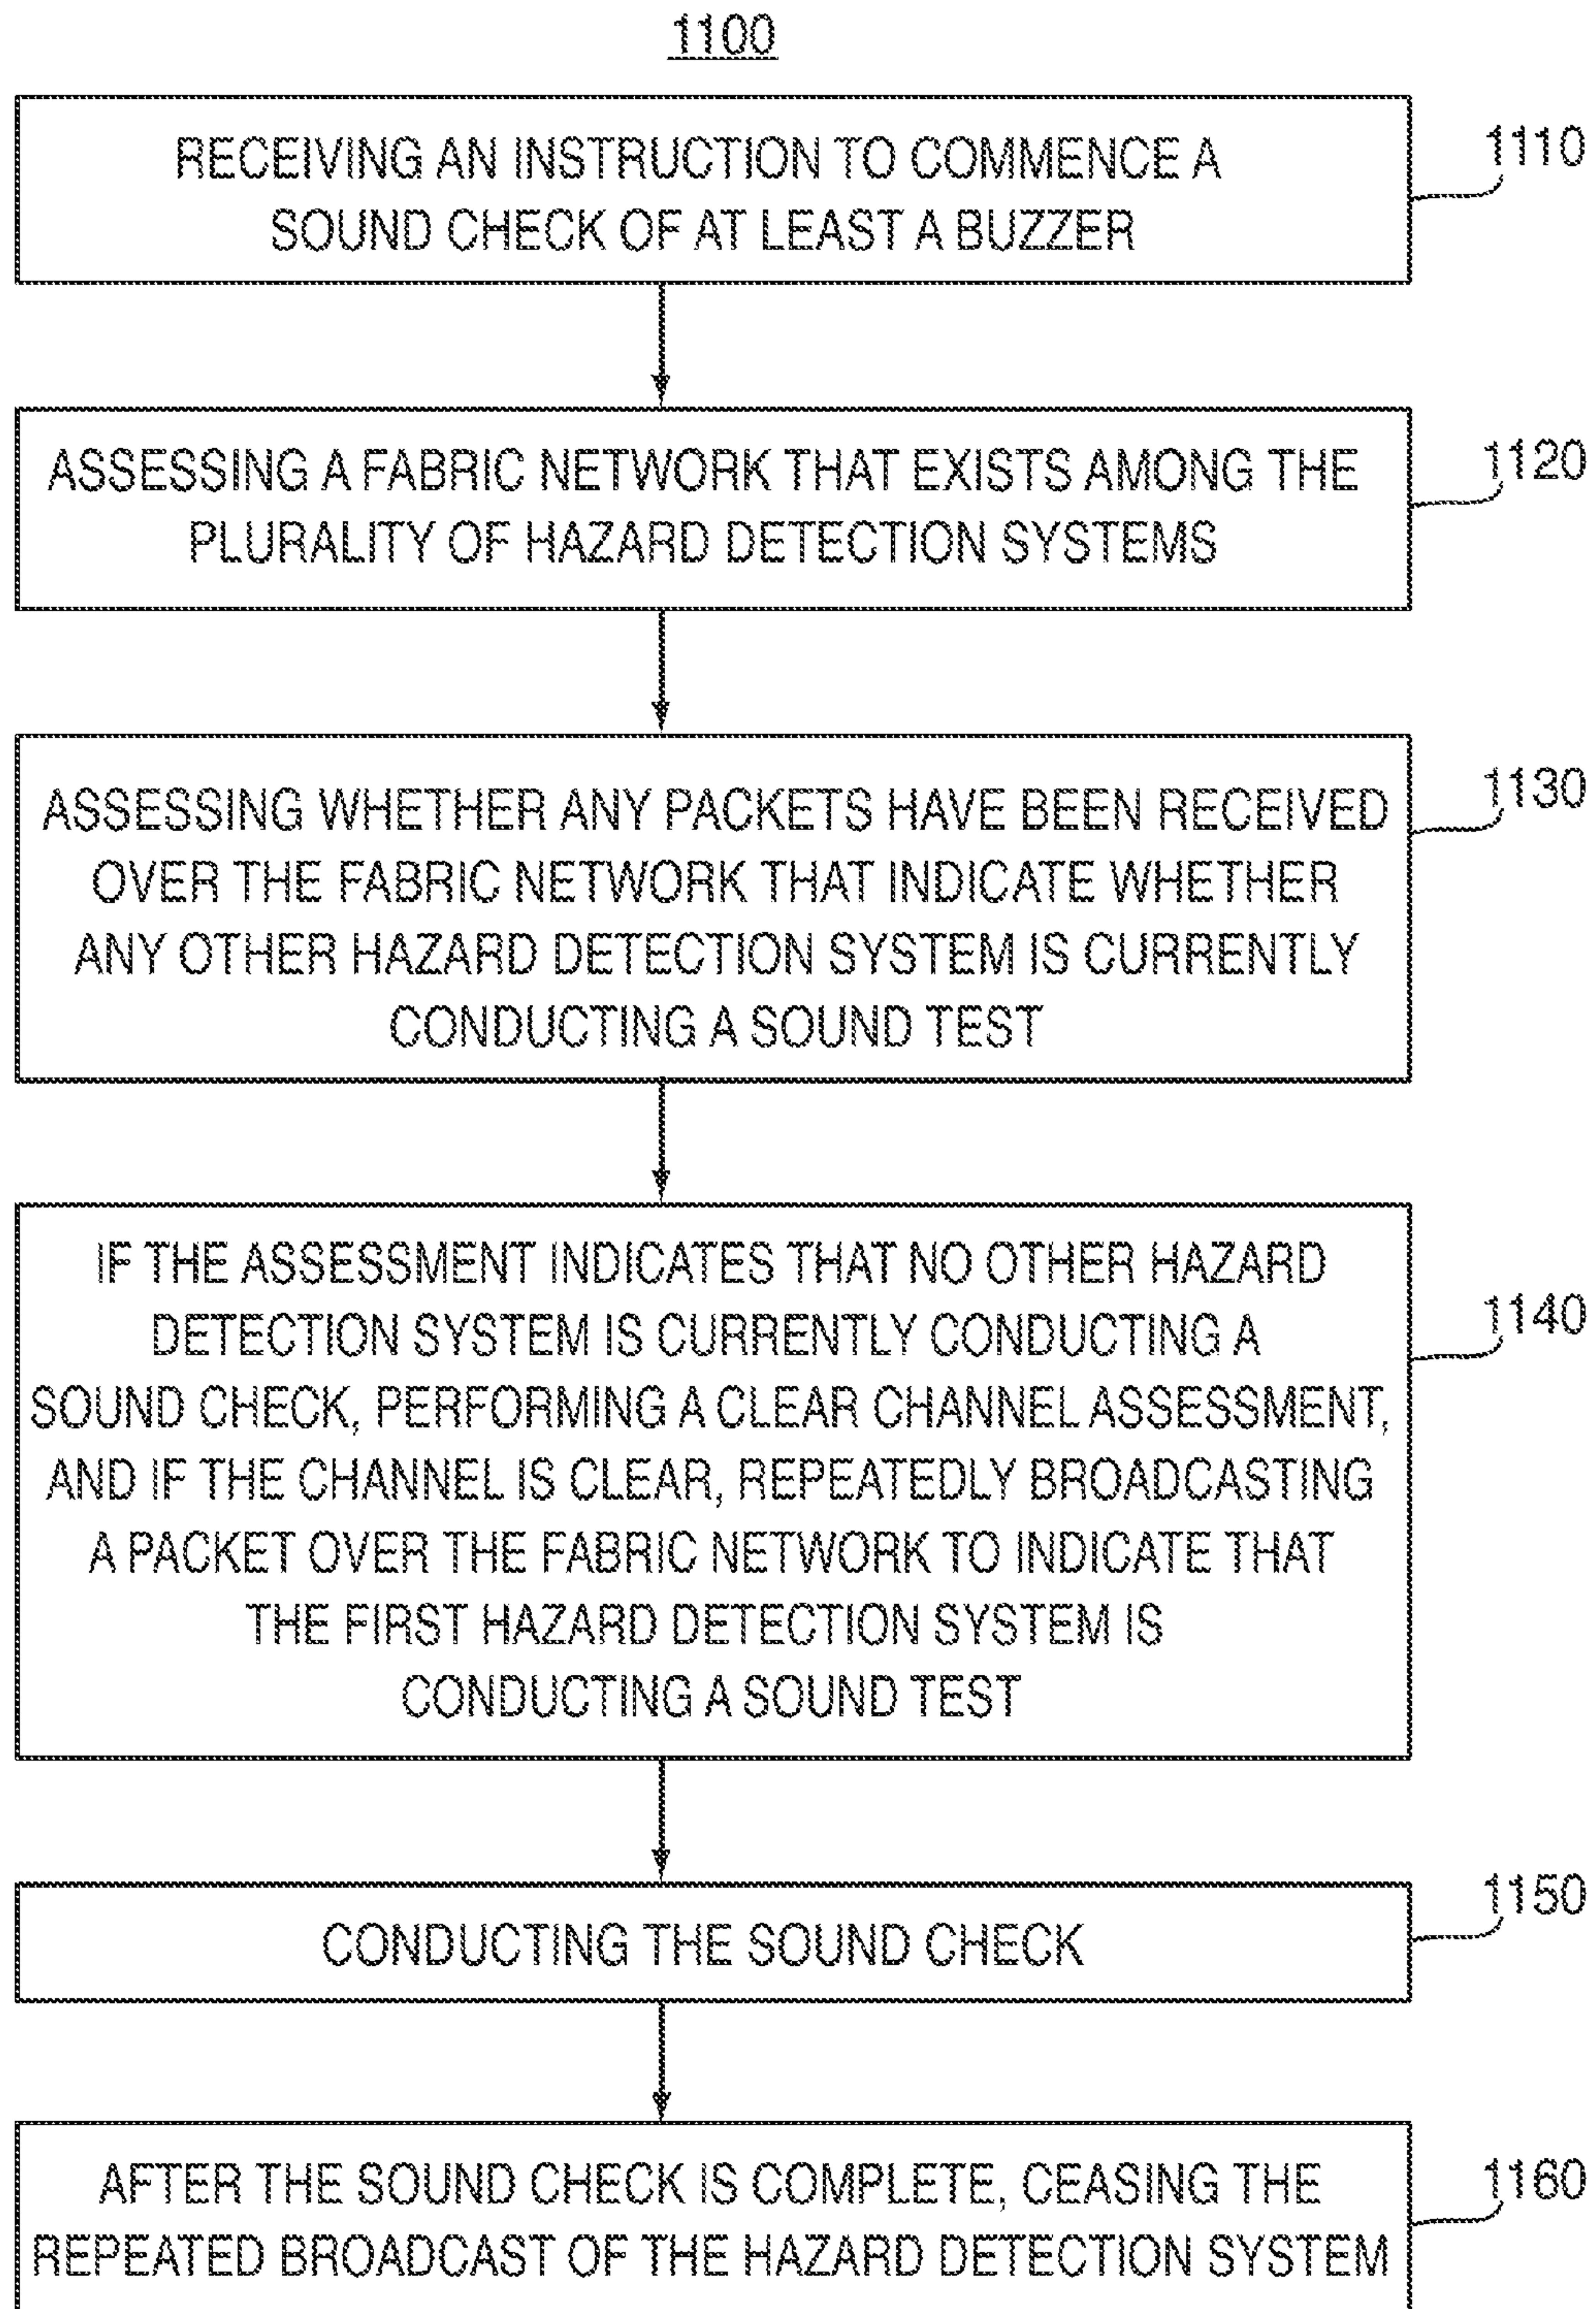 1100
RECEIVING AN INSTRUCTION TO COMMENCE A
SOUND CHECK OF AT LEAST A BUZZER
1110
ASSESSING A FABRIC NETWORK THAT EXISTS AMONG THE
PLURALITY OF HAZARD DETECTION SYSTEMS
1120
ASSESSING WHETHER ANY PACKETS HAVE BEEN RECEIVED
OVER THE FABRIC NETWORK THAT INDICATE WHETHER
ANY OTHER HAZARD DETECTION SYSTEM IS CURRENTLY
CONDUCTING A SOUND TEST
1130
IF THE ASSESSMENT INDICATES THAT NO OTHER HAZARD
DETECTION SYSTEM IS CURRENTLY CONDUCTING A
SOUND CHECK, PERFORMING A CLEAR CHANNEL ASSESSMENT,
AND IF THE CHANNEL IS CLEAR, REPEATEDLY BROADCASTING
A PACKET OVER THE FABRIC NETWORK TO INDICATE THAT
THE FIRST HAZARD DETECTION SYSTEM IS
CONDUCTING A SOUND TEST
1140
CONDUCTING THE SOUND CHECK
1150
AFTER THE SOUND CHECK IS COMPLETE, CEASING THE
REPEATED BROADCAST OF THE HAZARD DETECTION SYSTEM
1160